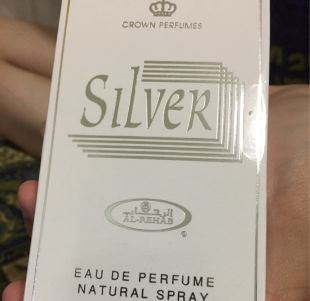 CROWN PERFUMES
SILVER
الرحاب
AL-REHAB
®
EAU DE PERFUME
NATURAL SPRAY